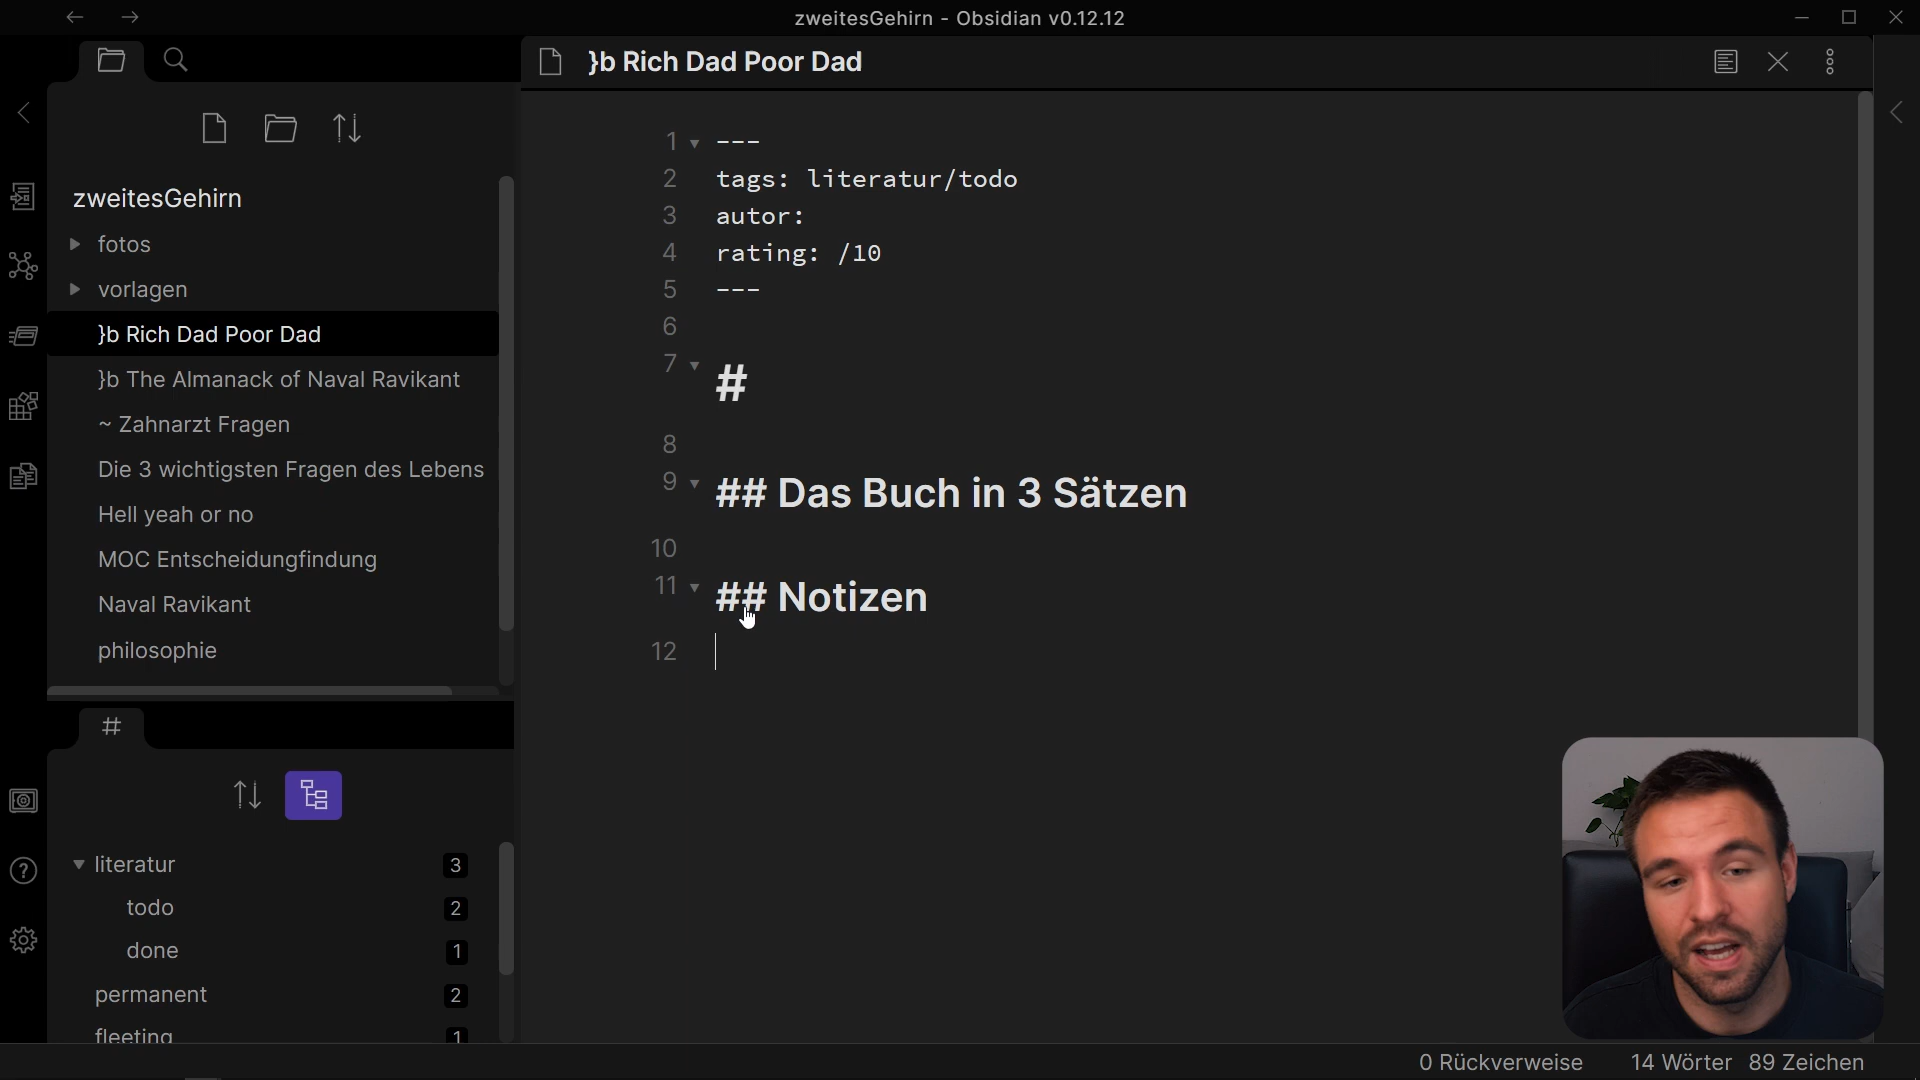 zweitesGehirn - Obsidian v0.12.12
}b Rich Dad Poor Dad
zweitesGehirn
fotos
vorlagen
}b Rich Dad Poor Dad
}b The Almanack of Naval Ravikant
~ Zahnarzt Fragen
Die 3 wichtigsten Fragen des Lebens
Hell yeah or no
MOC Entscheidungfindung
Naval Ravikant
philosophie
#
literatur 3
todo 2
done 1
permanent 2
fleeting 1
1 ---
2 tags: literatur/todo
3 autor:
4 rating: /10
5 ---
6
7 #
8
9 ## Das Buch in 3 Sätzen
10
11 ## Notizen
12
0 Rückverweise 14 Wörter 89 Zeichen